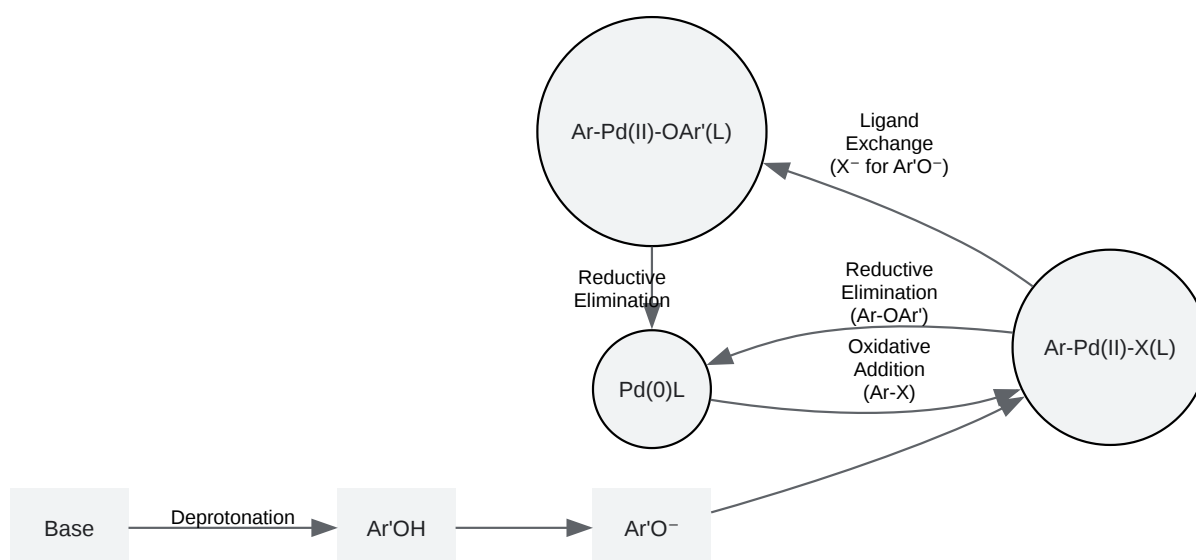 Ar-Pd(II)-OAr'(L)
Ligand
Exchange
(X⁻ for Ar'O⁻)
Reductive
Elimination
Reductive
Elimination
(Ar-OAr')
Oxidative
Addition
(Ar-X)
Ar-Pd(II)-X(L)
Pd(0)L
Base
Deprotonation
Ar'OH
Ar'O⁻